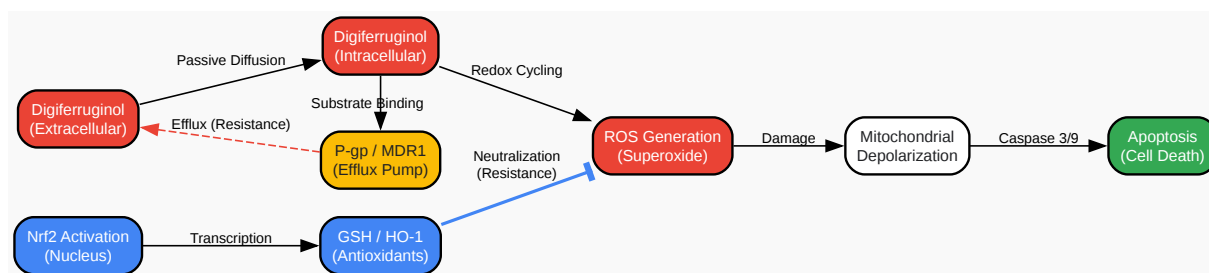 Digiferruginol
(Intracellular)
Passive Diffusion
Redox Cycling
Digiferruginol
(Extracellular)
Substrate Binding
Efflux (Resistance)
P-gp / MDR1
(Efflux Pump)
ROS Generation
(Superoxide)
Damage
Mitochondrial
Depolarization
Caspase 3/9
Apoptosis
(Cell Death)
Neutralization
(Resistance)
Nrf2 Activation
(Nucleus)
Transcription
GSH / HO-1
(Antioxidants)